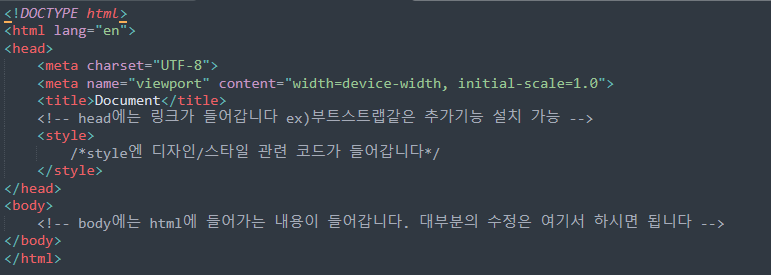 <!DOCTYPE html>
<html lang="en">
<head>
    <meta charset="UTF-8">
    <meta name="viewport" content="width=device-width, initial-scale=1.0">
    <title>Document</title>
    <!-- head에는 링크가 들어갑니다 ex)부트스트랩같은 추가기능 설치 가능 -->
    <style>
        /*style엔 디자인/스타일 관련 코드가 들어갑니다*/
    </style>
</head>
<body>
    <!-- body에는 html에 들어가는 내용이 들어갑니다. 대부분의 수정은 여기서 하시면 됩니다 -->
</body>
</html>